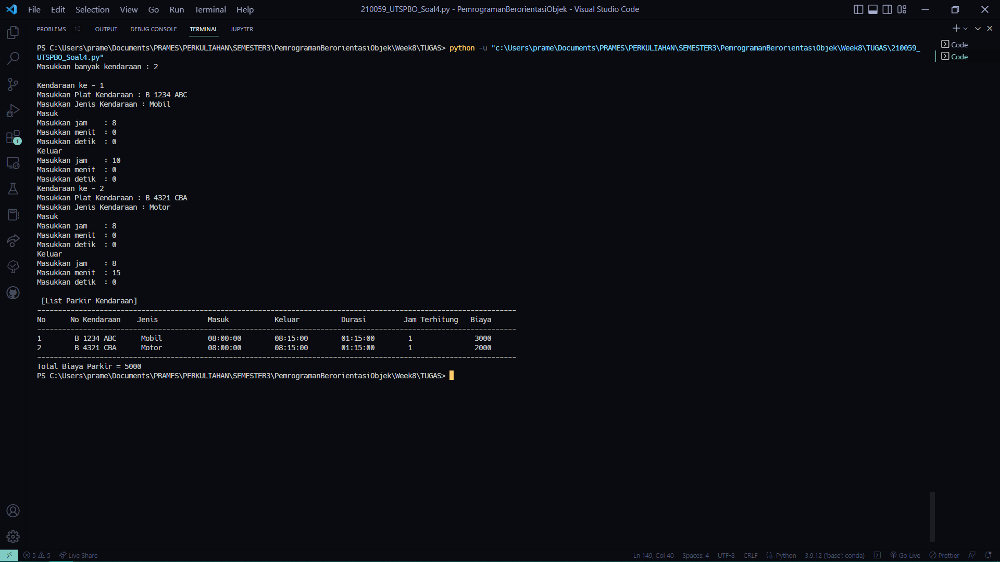 File Edit Selection View Go Run Terminal Help
210059_UTSPBO_Soal4.py - PemrogramanBerorientasiObjek - Visual Studio Code
PROBLEMS 10 OUTPUT DEBUG CONSOLE TERMINAL JUPYTER
PS C:\Users\prame\Documents\PRAMES\PERKULIAHAN\SEMESTER3\PemrogramanBerorientasiObjek\Week8\TUGAS> python -u "c:\Users\prame\Documents\PRAMES\PERKULIAHAN\SEMESTER3\PemrogramanBerorientasiObjek\Week8\TUGAS\210059_
UTSPBO_Soal4.py"
Masukkan banyak kendaraan : 2
Kendaraan ke - 1
Masukkan Plat Kendaraan : B 1234 ABC
Masukkan Jenis Kendaraan : Mobil
Masuk
Masukkan jam    : 8
Masukkan menit  : 0
Masukkan detik  : 0
Keluar
Masukkan jam    : 10
Masukkan menit  : 0
Masukkan detik  : 0
Kendaraan ke - 2
Masukkan Plat Kendaraan : B 4321 CBA
Masukkan Jenis Kendaraan : Motor
Masuk
Masukkan jam    : 8
Masukkan menit  : 0
Masukkan detik  : 0
Keluar
Masukkan jam    : 8
Masukkan menit  : 15
Masukkan detik  : 0
[List Parkir Kendaraan]
-------------------------------------------------------------------------------------------------------------------
No No Kendaraan Jenis Masuk Keluar Durasi Jam Terhitung Biaya
-------------------------------------------------------------------------------------------------------------------
1 B 1234 ABC Mobil 08:00:00 08:15:00 01:15:00 1 3000
2 B 4321 CBA Motor 08:00:00 08:15:00 01:15:00 1 2000
-------------------------------------------------------------------------------------------------------------------
Total Biaya Parkir = 5000
PS C:\Users\prame\Documents\PRAMES\PERKULIAHAN\SEMESTER3\PemrogramanBerorientasiObjek\Week8\TUGAS>
Code
Code
1
5 5 Live Share
Ln 149, Col 40 Spaces: 4 UTF-8 CRLF Python 3.9.12 ('base': conda) Go Live Prettier